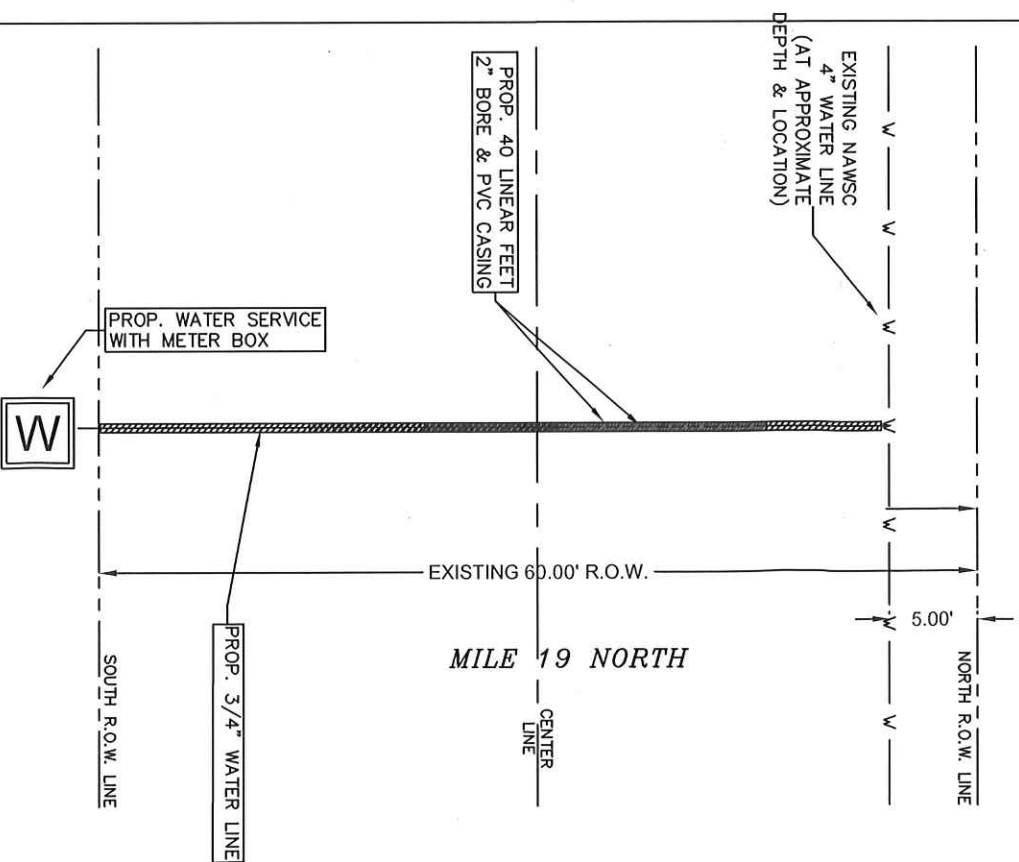 EXISTING NAWSC
4" WATER LINE
(AT APPROXIMATE
DEPTH & LOCATION)
W
W
W
W
W
W
W
PROP. 40 LINEAR FEET
2" BORE & PVC CASING
PROP. WATER SERVICE
WITH METER BOX
W
EXISTING 60.00' R.O.W.
5.00'
MILE 19 NORTH
PROP. 3/4" WATER LINE
SOUTH R.O.W. LINE
CENTER
LINE
NORTH R.O.W. LINE